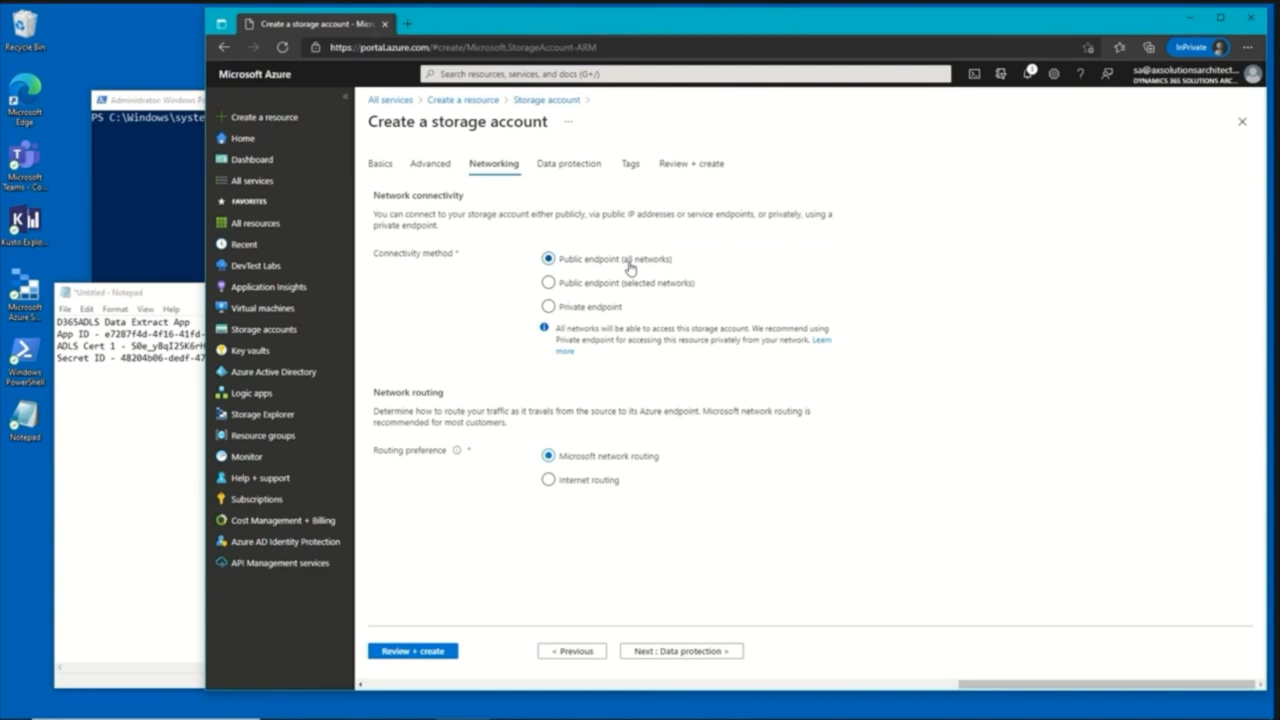 Recycle Bin
Microsoft
Edge
Microsoft
Teams - Co...
Kusto.Explo...
Microsoft
Azure S...
Windows
PowerShell
Notepad
Administrator: Windows Po
PS C:\Windows\syste
*Untitled - Notepad
File Edit Format View Help
D365ADLS Data Extract App
App ID - e7287f4d-4f16-41fd-
ADLS Cert 1 - S0e_y8qI25K6rH
Secret ID - 48204b06-dedf-47
Create a storage account - Micr
https://portal.azure.com/#create/Microsoft.StorageAccount-ARM
InPrivate
Microsoft Azure
Search resources, services, and docs (G+/)
1
sa@axsolutionsarchitect...
DYNAMICS 365 SOLUTIONS ARC...
Create a resource
Home
Dashboard
All services
FAVORITES
All resources
Recent
DevTest Labs
Application Insights
Virtual machines
Storage accounts
Key vaults
Azure Active Directory
Logic apps
Storage Explorer
Resource groups
Monitor
Help + support
Subscriptions
Cost Management + Billing
Azure AD Identity Protection
API Management services
All services > Create a resource > Storage account >
Create a storage account ...
Basics Advanced Networking Data protection Tags Review + create
Network connectivity
You can connect to your storage account either publicly, via public IP addresses or service endpoints, or privately, using a
private endpoint.
Connectivity method *
Public endpoint (all networks)
Public endpoint (selected networks)
Private endpoint
All networks will be able to access this storage account. We recommend using
Private endpoint for accessing this resource privately from your network. Learn
more
Network routing
Determine how to route your traffic as it travels from the source to its Azure endpoint. Microsoft network routing is
recommended for most customers.
Routing preference *
Microsoft network routing
Internet routing
Review + create
< Previous
Next : Data protection >